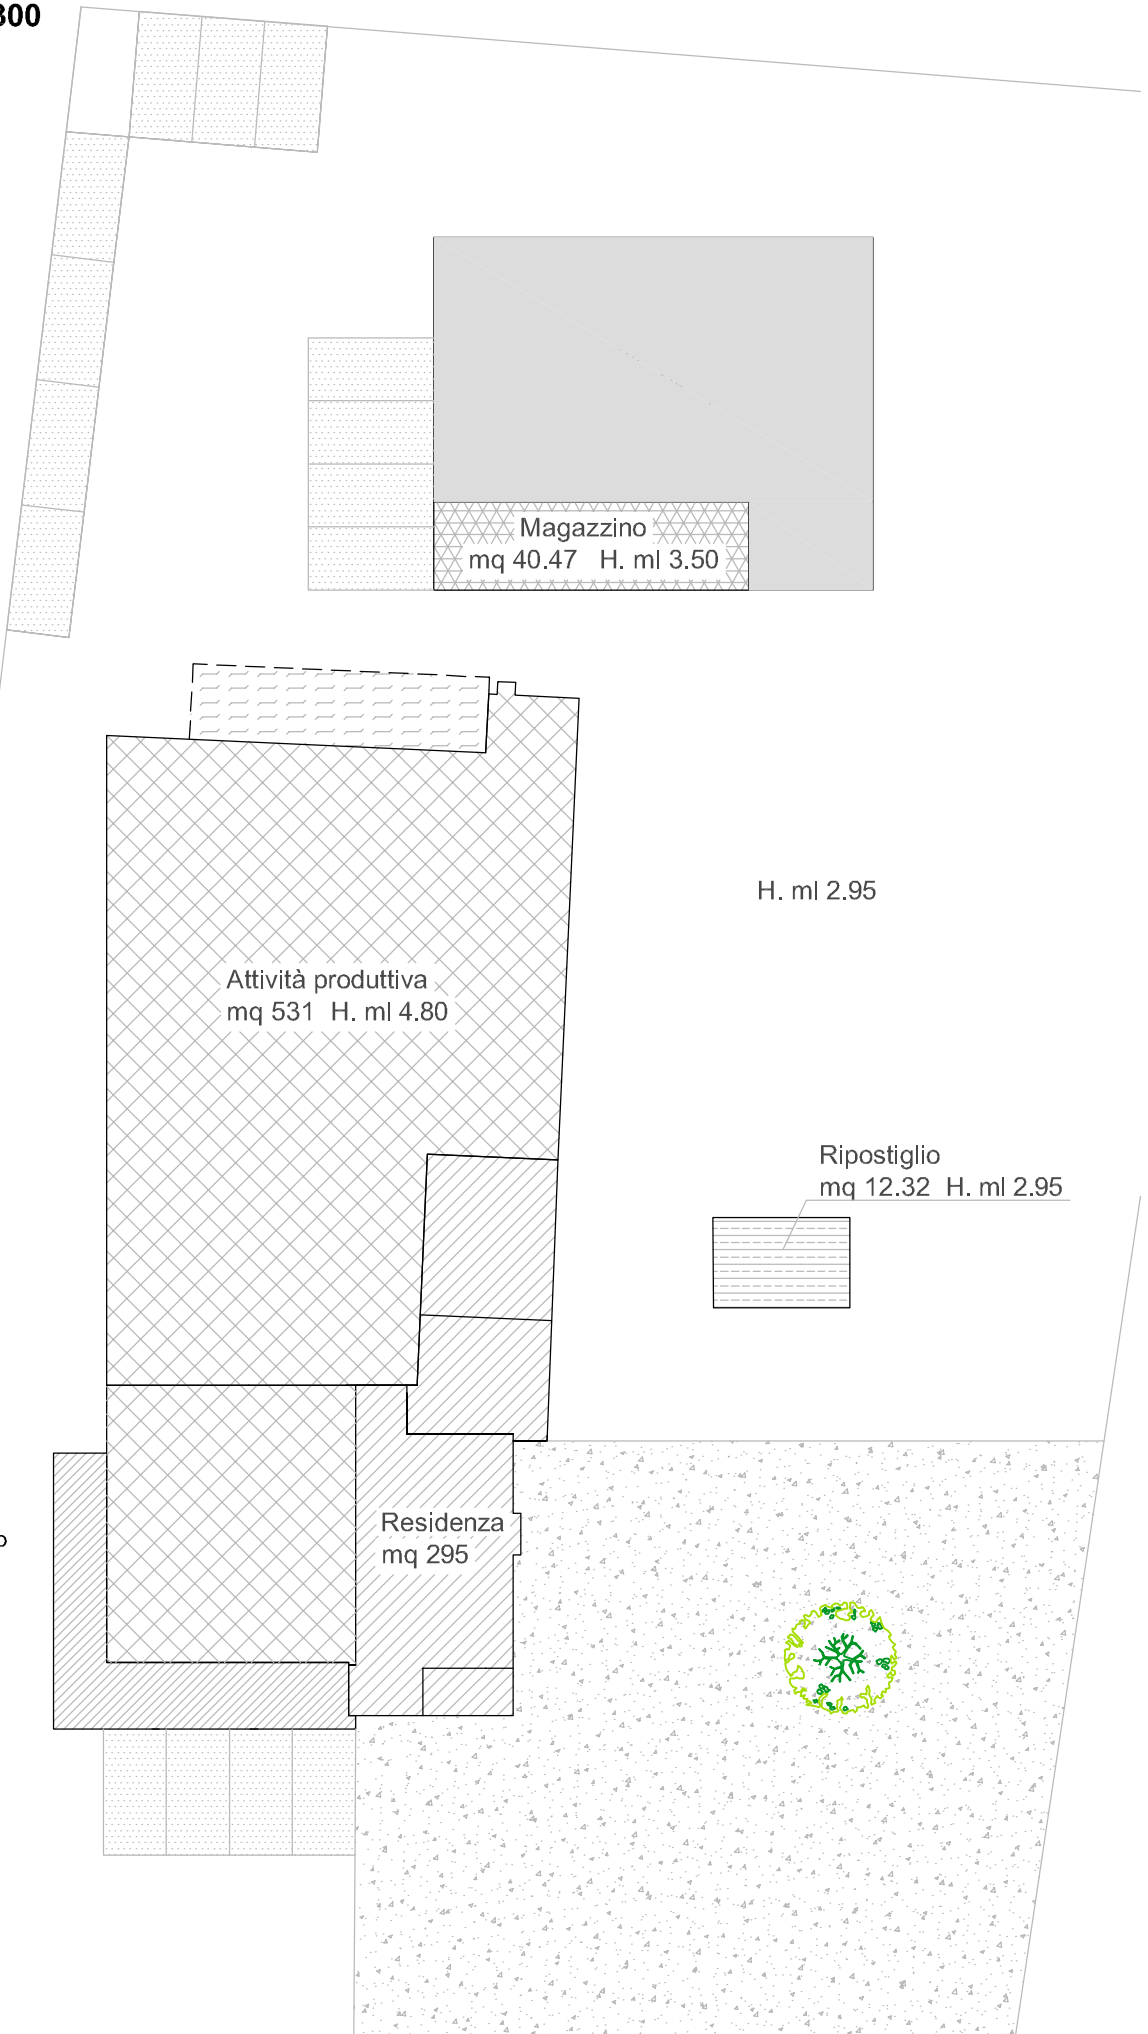 300
Magazzino
mq 40.47 H. ml 3.50
H. ml 2.95
Attività produttiva
mq 531 H. ml 4.80
Ripostiglio
mq 12.32 H. ml 2.95
Residenza
mq 295